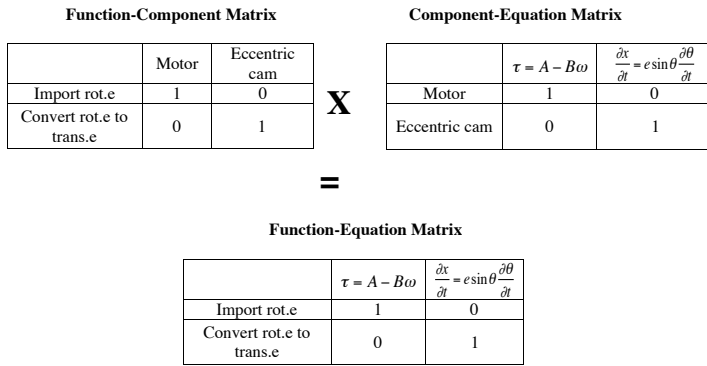 Function-Component Matrix
Component-Equation Matrix
Motor Eccentric cam
Import rot.e 1 0
Convert rot.e to trans.e 0 1
X
τ = A − Bω ∂x/∂t = e sin θ ∂θ/∂t
Motor 1 0
Eccentric cam 0 1
=
Function-Equation Matrix
τ = A − Bω ∂x/∂t = e sin θ ∂θ/∂t
Import rot.e 1 0
Convert rot.e to trans.e 0 1